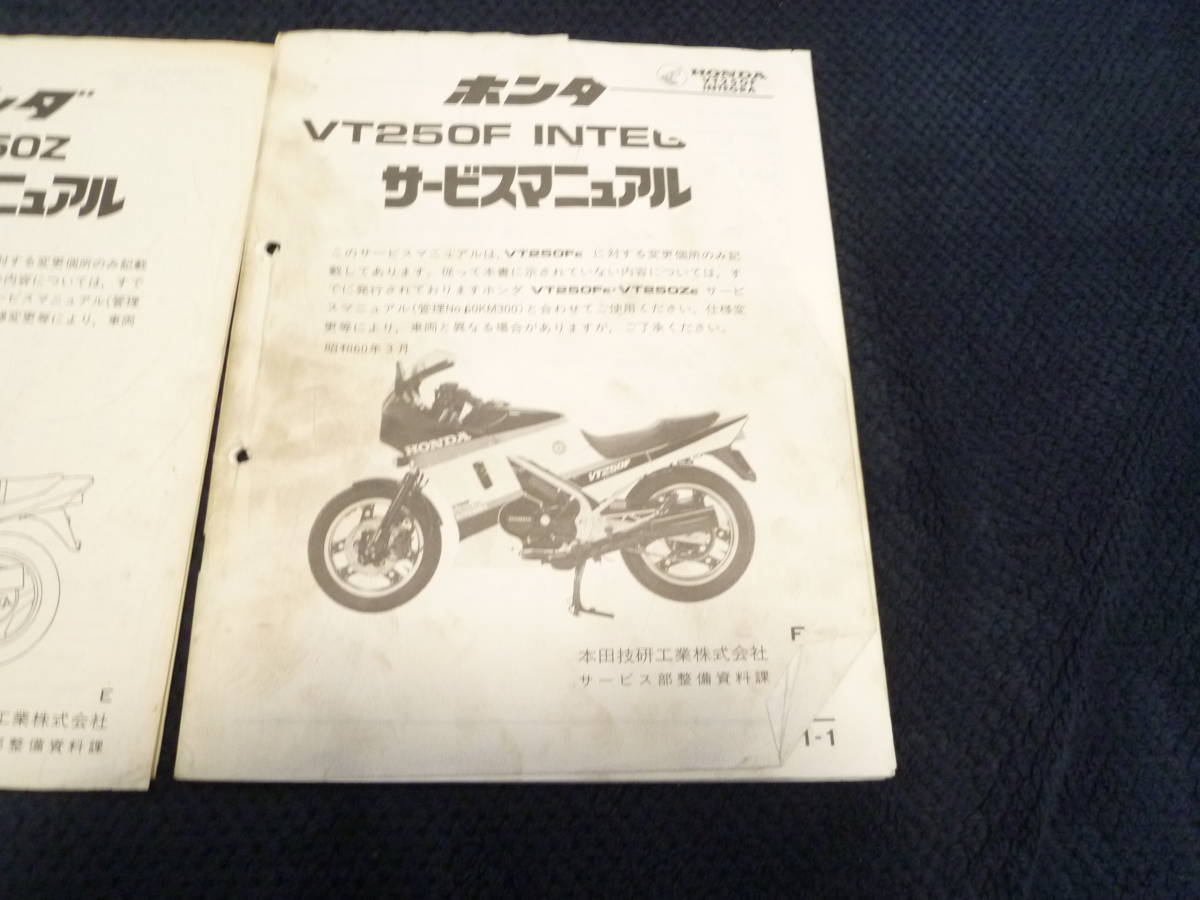 ンダ
50Z
ニュアル
対する変更個所のみ記載
内容については，すで
ービスマニュアル(管理
様変更等により，車両
E
工業株式会社
部整備資料課
HONDA
VT250F
INTEGRA
ホンダ
VT250F INTEG
サービスマニュアル
このサービスマニュアルは、VT250FE に対する変更個所のみ記
載してあります。従って本書に示されていない内容については，す
でに発行されておりますホンダ VT250FE・VT250ZE サービ
スマニュアル(管理No.60KM300)と合わせてご使用ください。仕様変
更等により，車両と異なる場合がありますが，ご了承ください。
昭和60年3月
HONDA
VT250F
F
本田技研工業株式会社
サービス部整備資料課
1-1